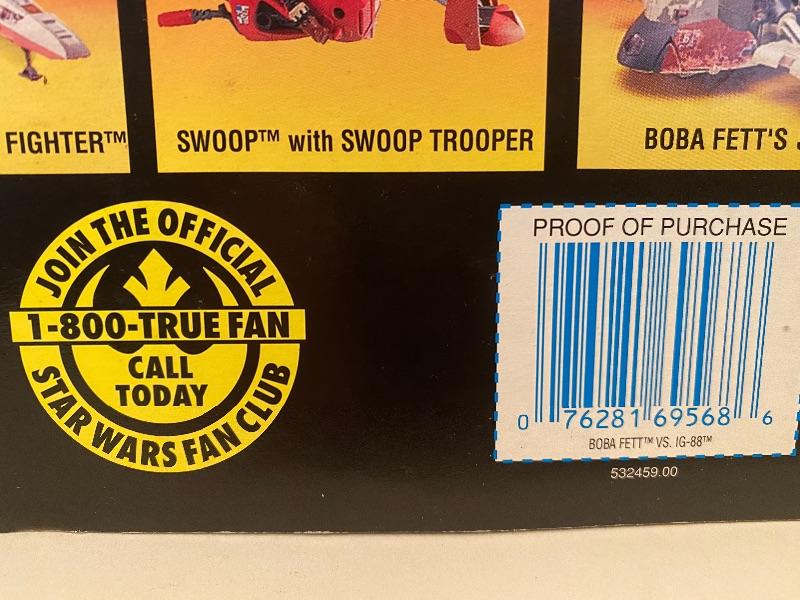 FIGHTER™
SWOOP™ with SWOOP TROOPER
BOBA FETT'S
JOIN THE OFFICIAL
1-800-TRUE FAN
CALL
TODAY
STAR WARS FAN CLUB
PROOF OF PURCHASE
0 76281 69568 6
BOBA FETT™ VS. IG-88™
532459.00